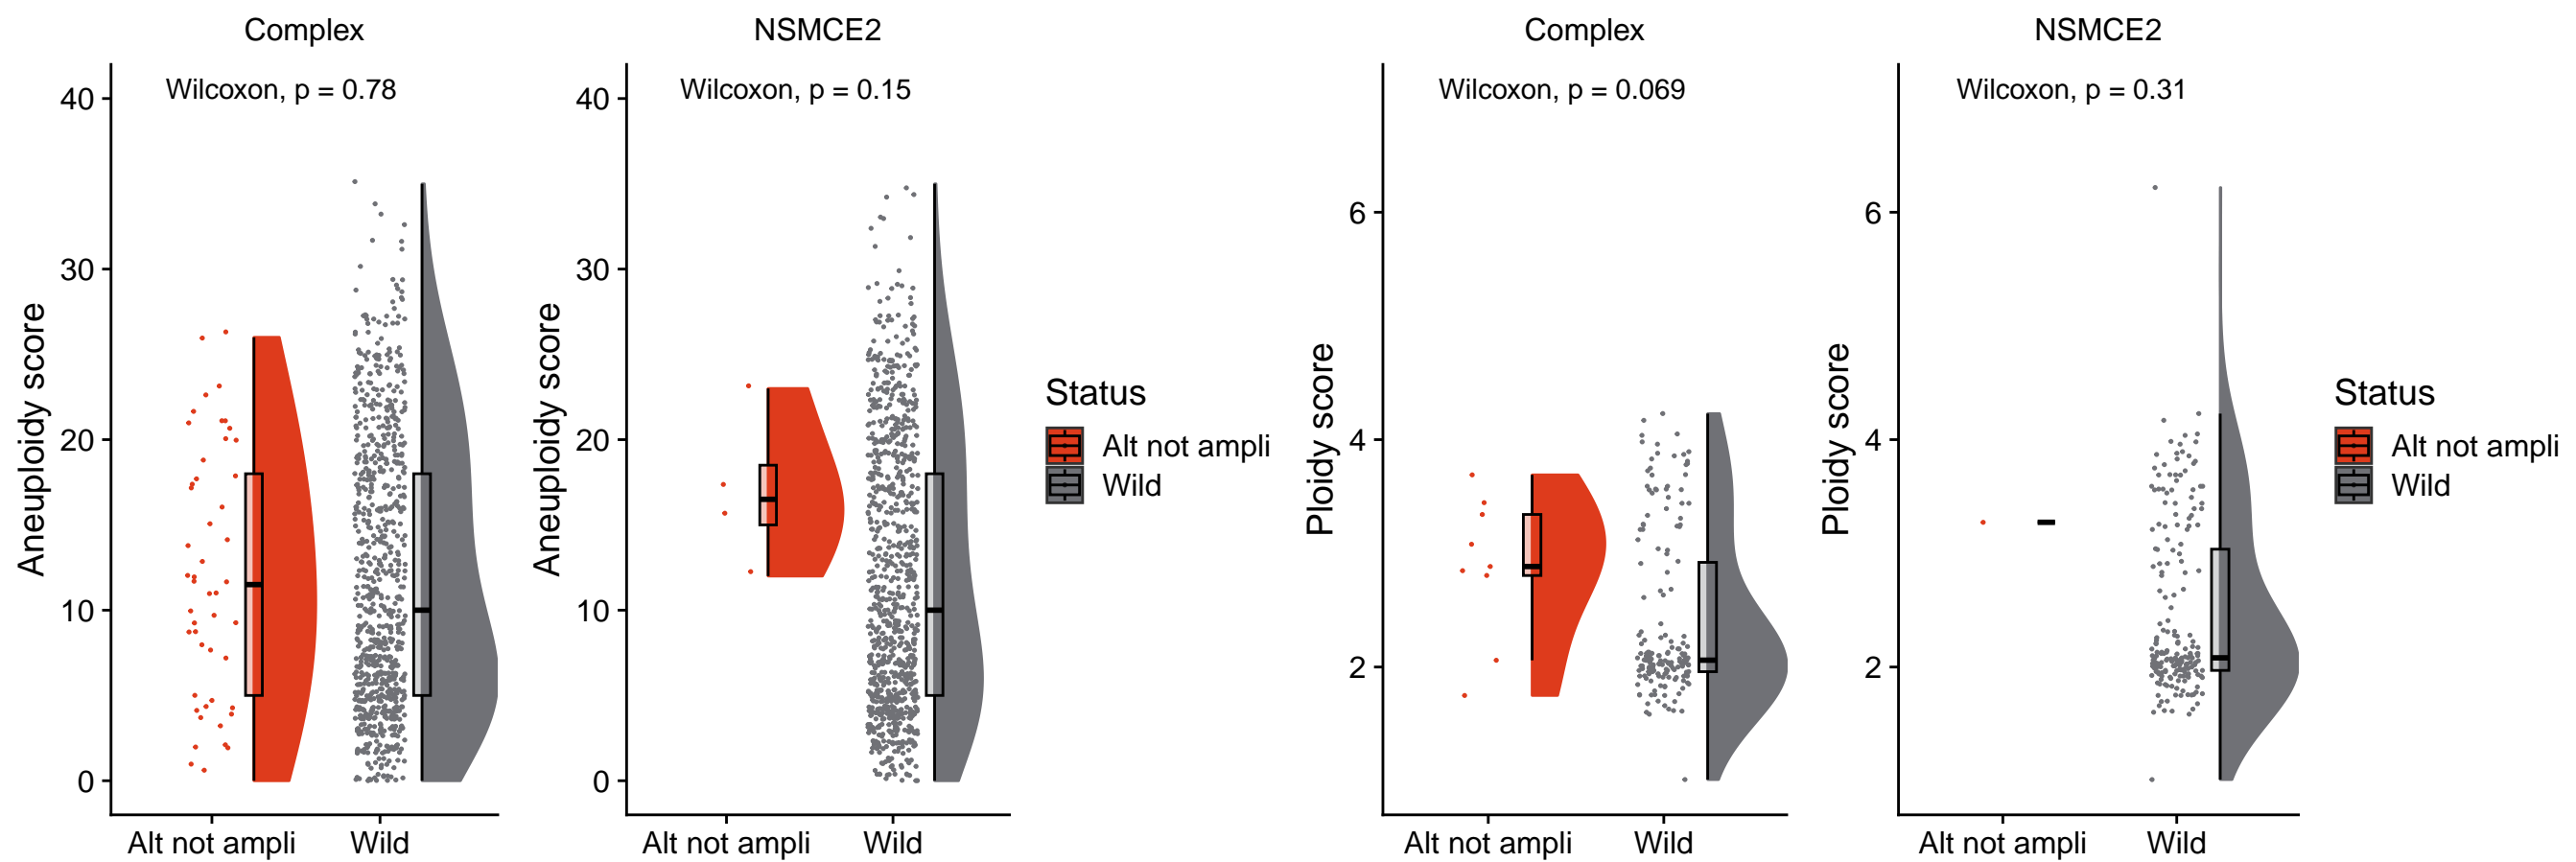 Complex
Wilcoxon, p = 0.78
Aneuploidy score
40
30
20
10
0
Alt not ampli
Wild
NSMCE2
Wilcoxon, p = 0.15
Aneuploidy score
40
30
20
10
0
Alt not ampli
Wild
Status
Alt not ampli
Wild
Complex
Wilcoxon, p = 0.069
Ploidy score
6
4
2
Alt not ampli
Wild
NSMCE2
Wilcoxon, p = 0.31
Ploidy score
6
4
2
Alt not ampli
Wild
Status
Alt not ampli
Wild